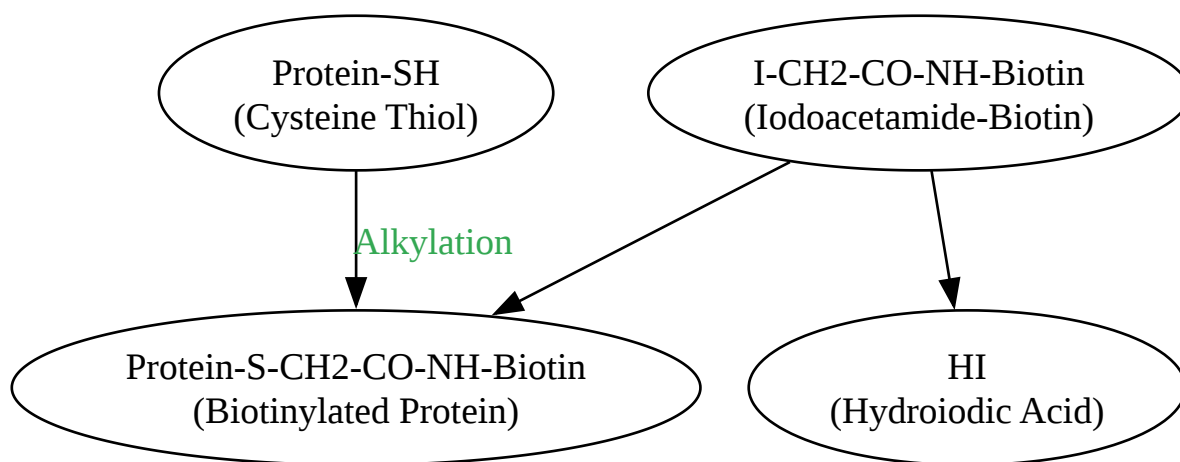 Protein-SH
(Cysteine Thiol)
I-CH2-CO-NH-Biotin
(Iodoacetamide-Biotin)
Alkylation
Protein-S-CH2-CO-NH-Biotin
(Biotinylated Protein)
HI
(Hydroiodic Acid)